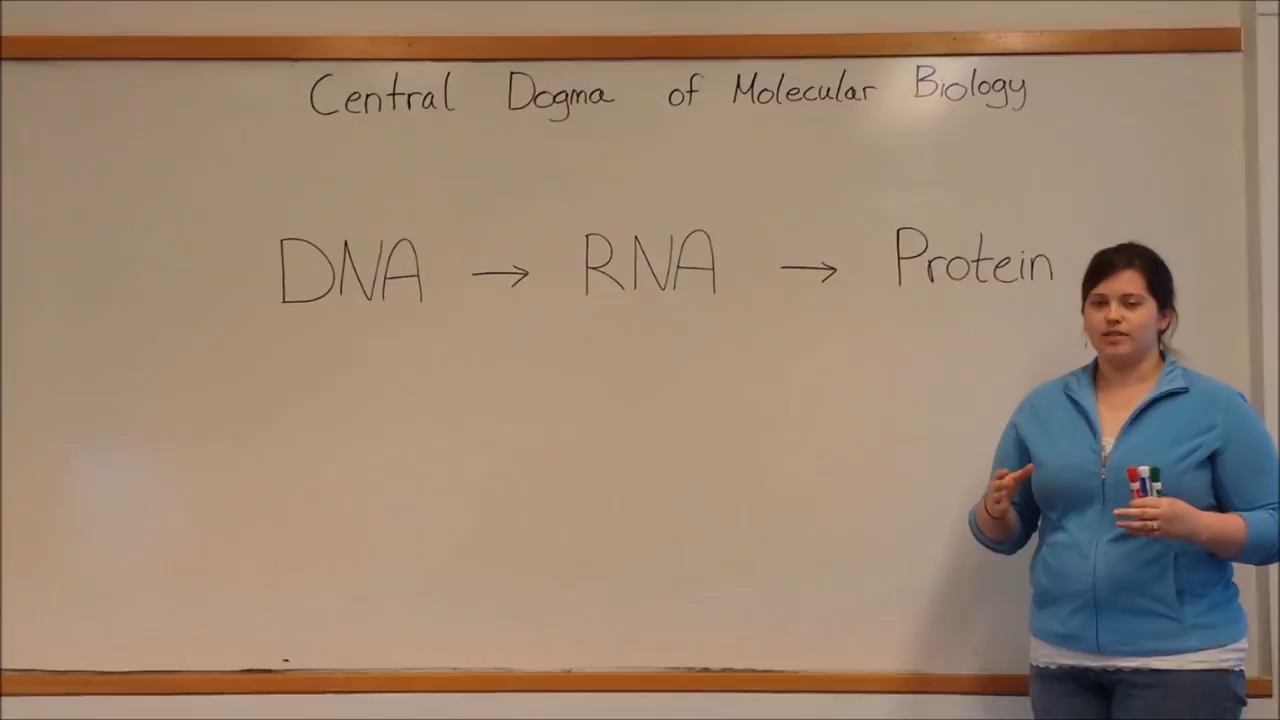 Central Dogma of Molecular Biology
DNA → RNA → Protein